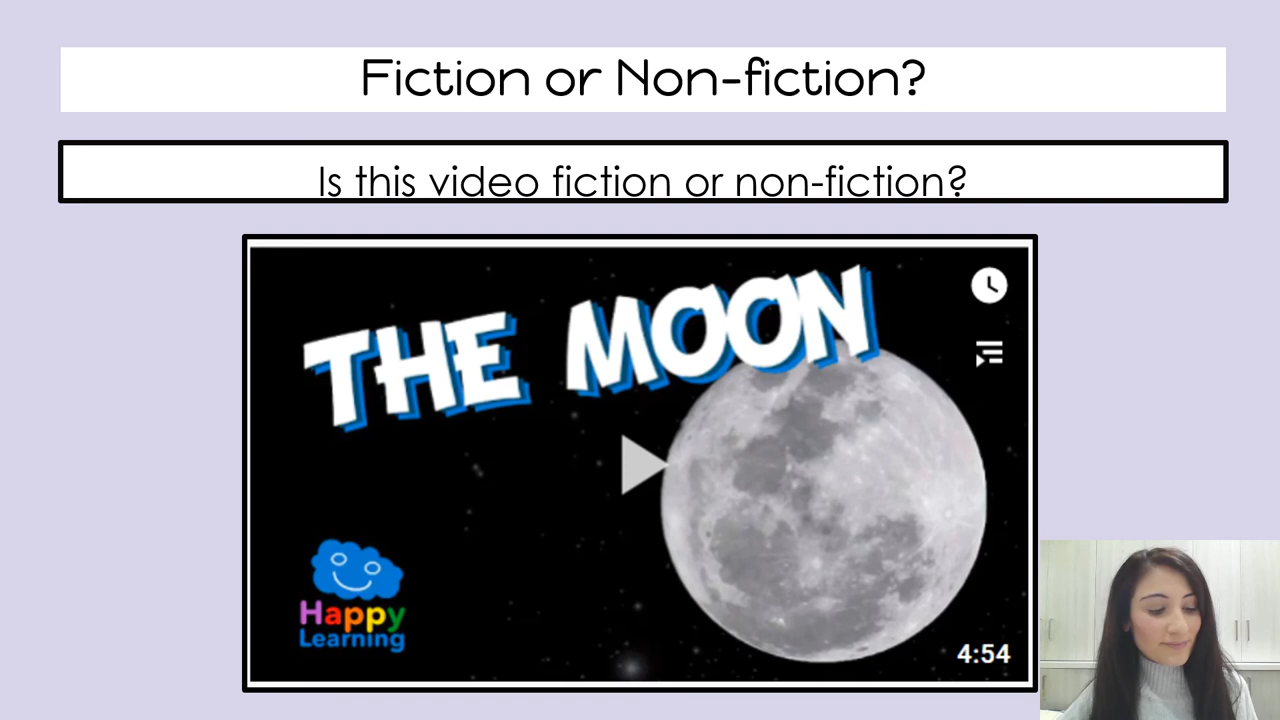 Fiction or Non-fiction?
Is this video fiction or non-fiction?
THE MOON
Happy
Learning
4:54